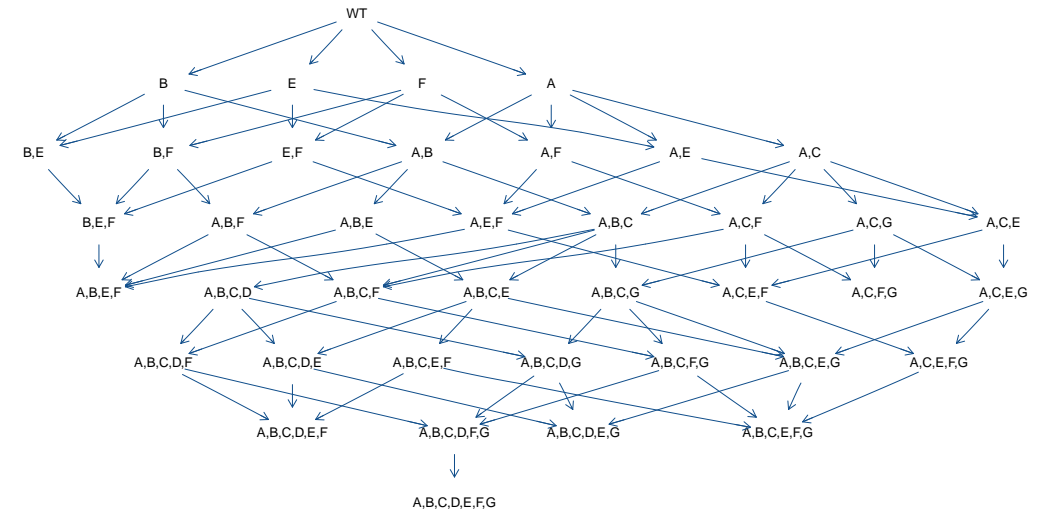 WT
B E F A
B,E B,F E,F A,B A,F A,E A,C
B,E,F A,B,F A,B,E A,E,F A,B,C A,C,F A,C,G A,C,E
A,B,E,F A,B,C,D A,B,C,F A,B,C,E A,B,C,G A,C,E,F A,C,F,G A,C,E,G
A,B,C,D,F A,B,C,D,E A,B,C,E,F A,B,C,D,G A,B,C,F,G A,B,C,E,G A,C,E,F,G
A,B,C,D,E,F A,B,C,D,F,G A,B,C,D,E,G A,B,C,E,F,G
A,B,C,D,E,F,G